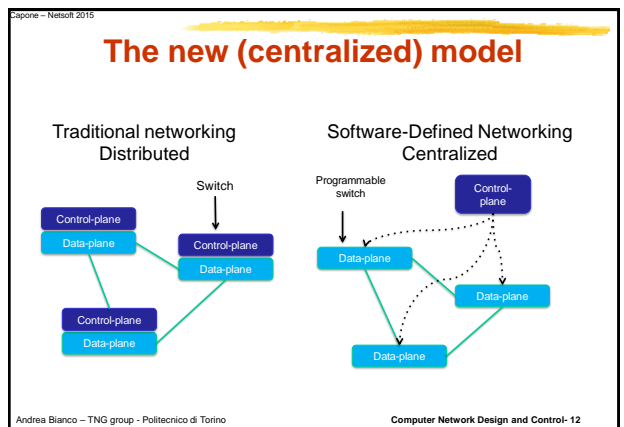 Capone – Netsoft 2015
The new (centralized) model
Traditional networking
Distributed
Switch
Control-plane
Data-plane
Control-plane
Data-plane
Control-plane
Data-plane
Software-Defined Networking
Centralized
Programmable
switch
Control-
plane
Data-plane
Data-plane
Data-plane
Andrea Bianco – TNG group - Politecnico di Torino
Computer Network Design and Control- 12